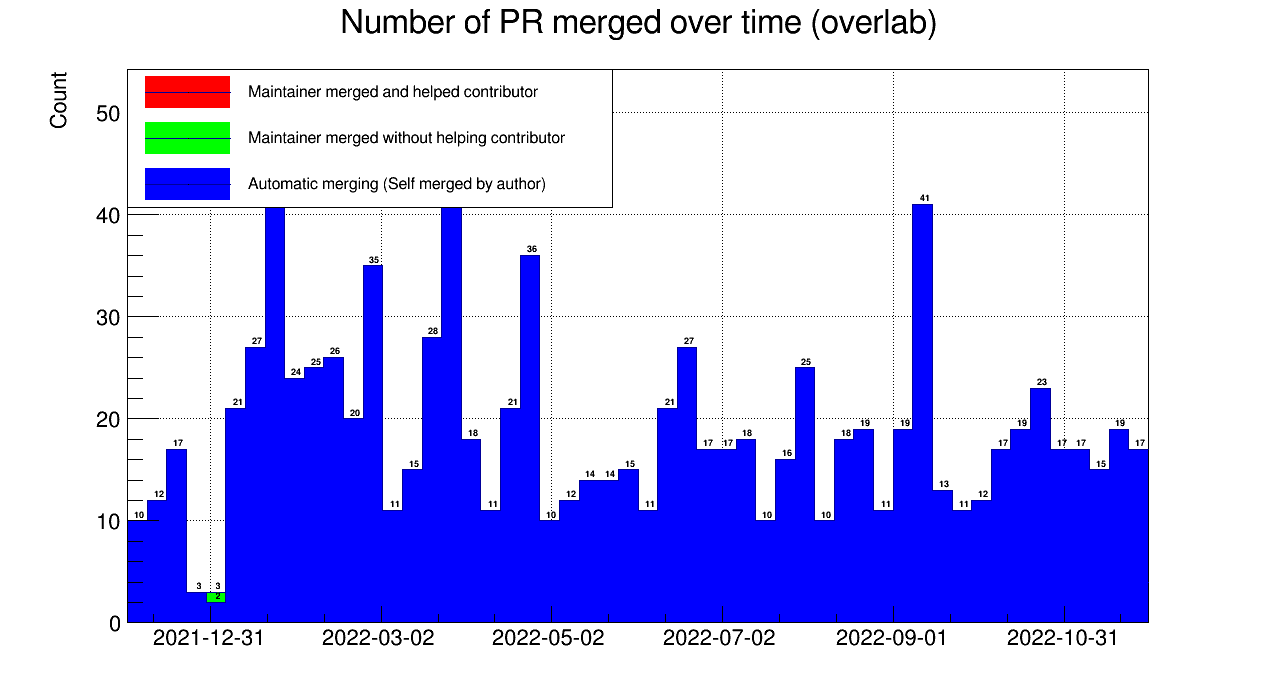 Number of PR merged over time (overlab)
Count
Maintainer merged and helped contributor
Maintainer merged without helping contributor
Automatic merging (Self merged by author)
50
40
30
20
10
0
10 12 17 3 3 2 21 27 24 25 26 20 35 11 15 28 18 11 21 36 10 12 14 14 15 11 21 27 17 17 18 10 16 25 10 18 19 11 19 41 13 11 12 17 19 23 17 17 15 19 17
2021-12-31 2022-03-02 2022-05-02 2022-07-02 2022-09-01 2022-10-31